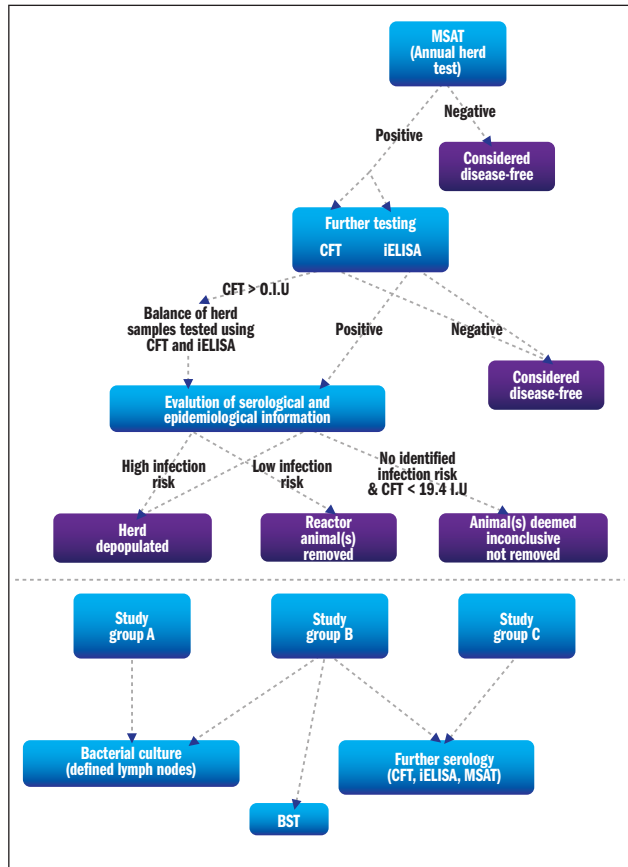 MSAT
(Annual herd
test)
Negative
Positive
Considered
disease-free
Further testing
CFT iELISA
CFT > 0.I.U
Balance of herd
samples tested using
CFT and iELISA
Positive
Negative
Considered
disease-free
Evalution of serological and
epidemiological information
High infection
risk
Low infection
risk
No identified
infection risk
& CFT < 19.4 I.U
Herd
depopulated
Reactor
animal(s)
removed
Animal(s) deemed
inconclusive
not removed
Study
group A
Study
group B
Study
group C
Bacterial culture
(defined lymph nodes)
Further serology
(CFT, iELISA, MSAT)
BST